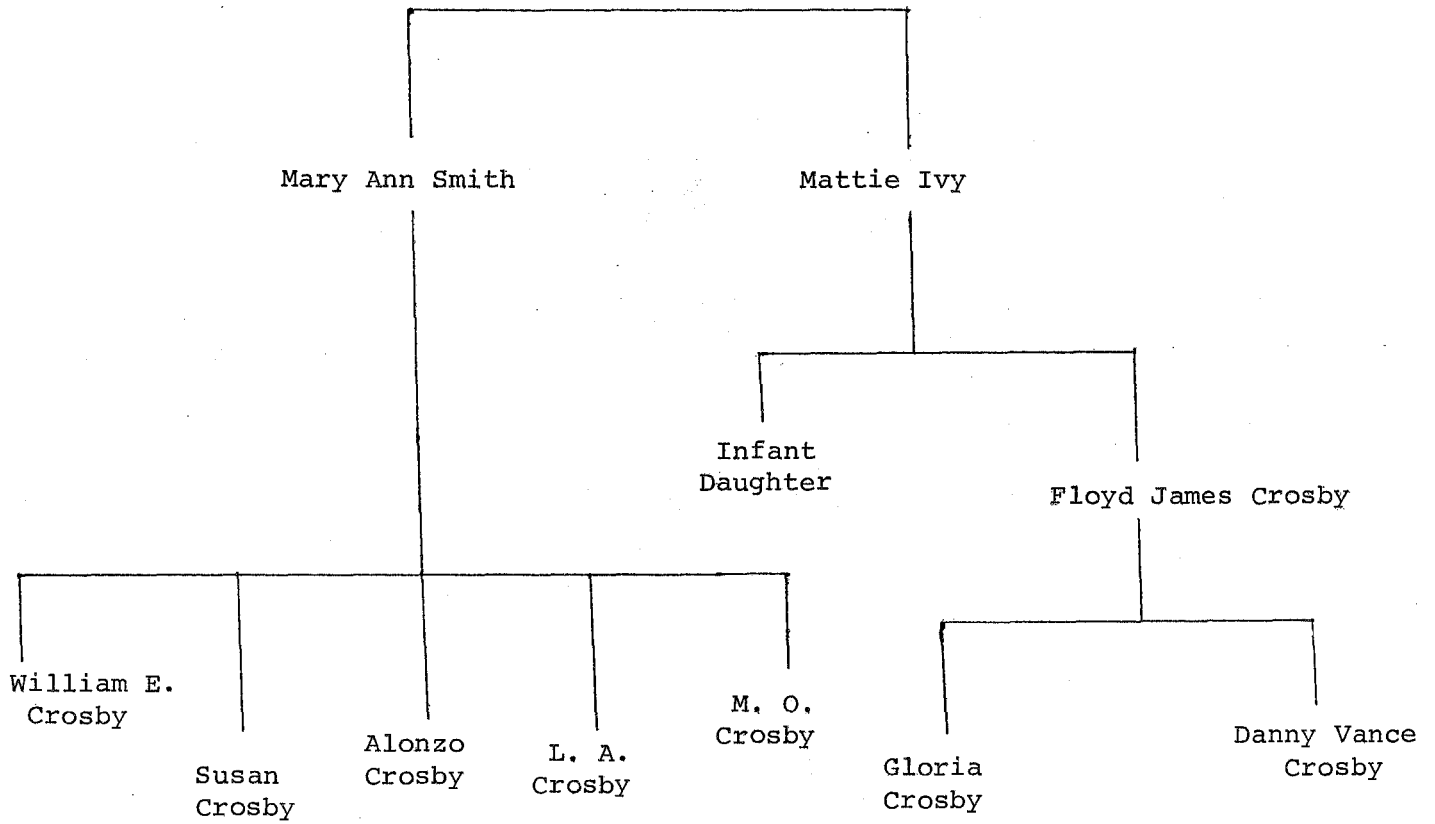 Mary Ann Smith
Mattie Ivy
Infant
Daughter
Floyd James Crosby
William E.
Crosby
Susan
Crosby
Alonzo
Crosby
L. A.
Crosby
M. O.
Crosby
Gloria
Crosby
Danny Vance
Crosby